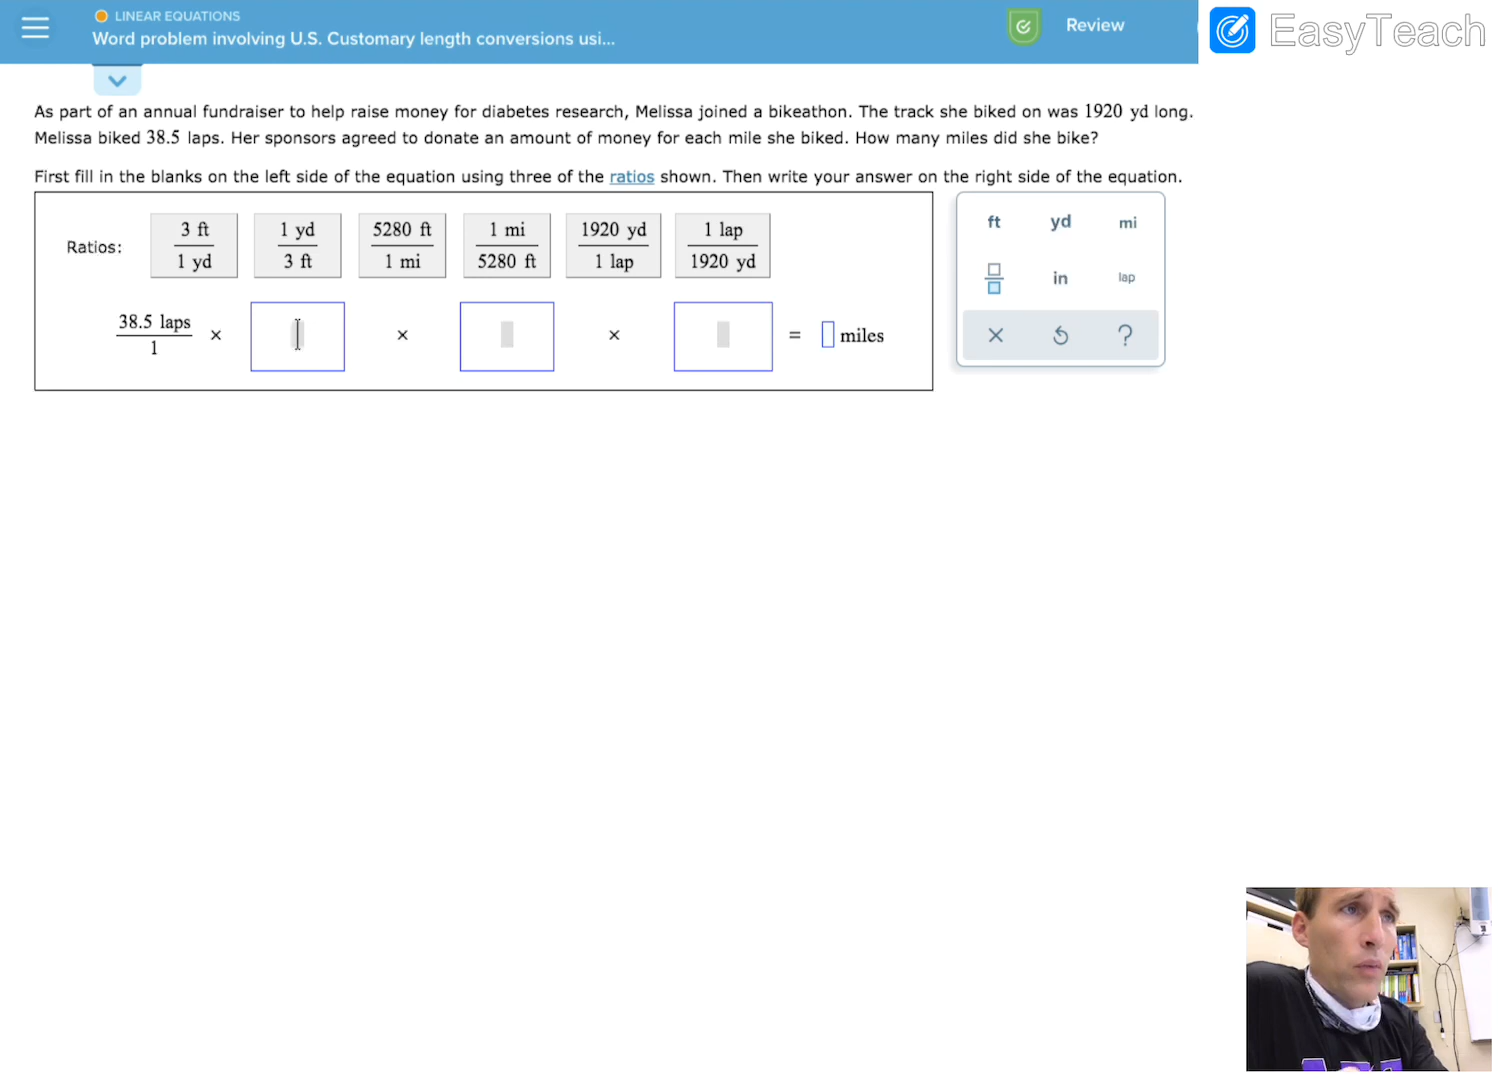 LINEAR EQUATIONS
Word problem involving U.S. Customary length conversions usi...
Review
EasyTeach
As part of an annual fundraiser to help raise money for diabetes research, Melissa joined a bikeathon. The track she biked on was 1920 yd long.
Melissa biked 38.5 laps. Her sponsors agreed to donate an amount of money for each mile she biked. How many miles did she bike?
First fill in the blanks on the left side of the equation using three of the ratios shown. Then write your answer on the right side of the equation.
Ratios:
3 ft
1 yd
1 yd
3 ft
5280 ft
1 mi
1 mi
5280 ft
1920 yd
1 lap
1 lap
1920 yd
38.5 laps
1
× × × = miles
ft yd mi
in lap
× ?